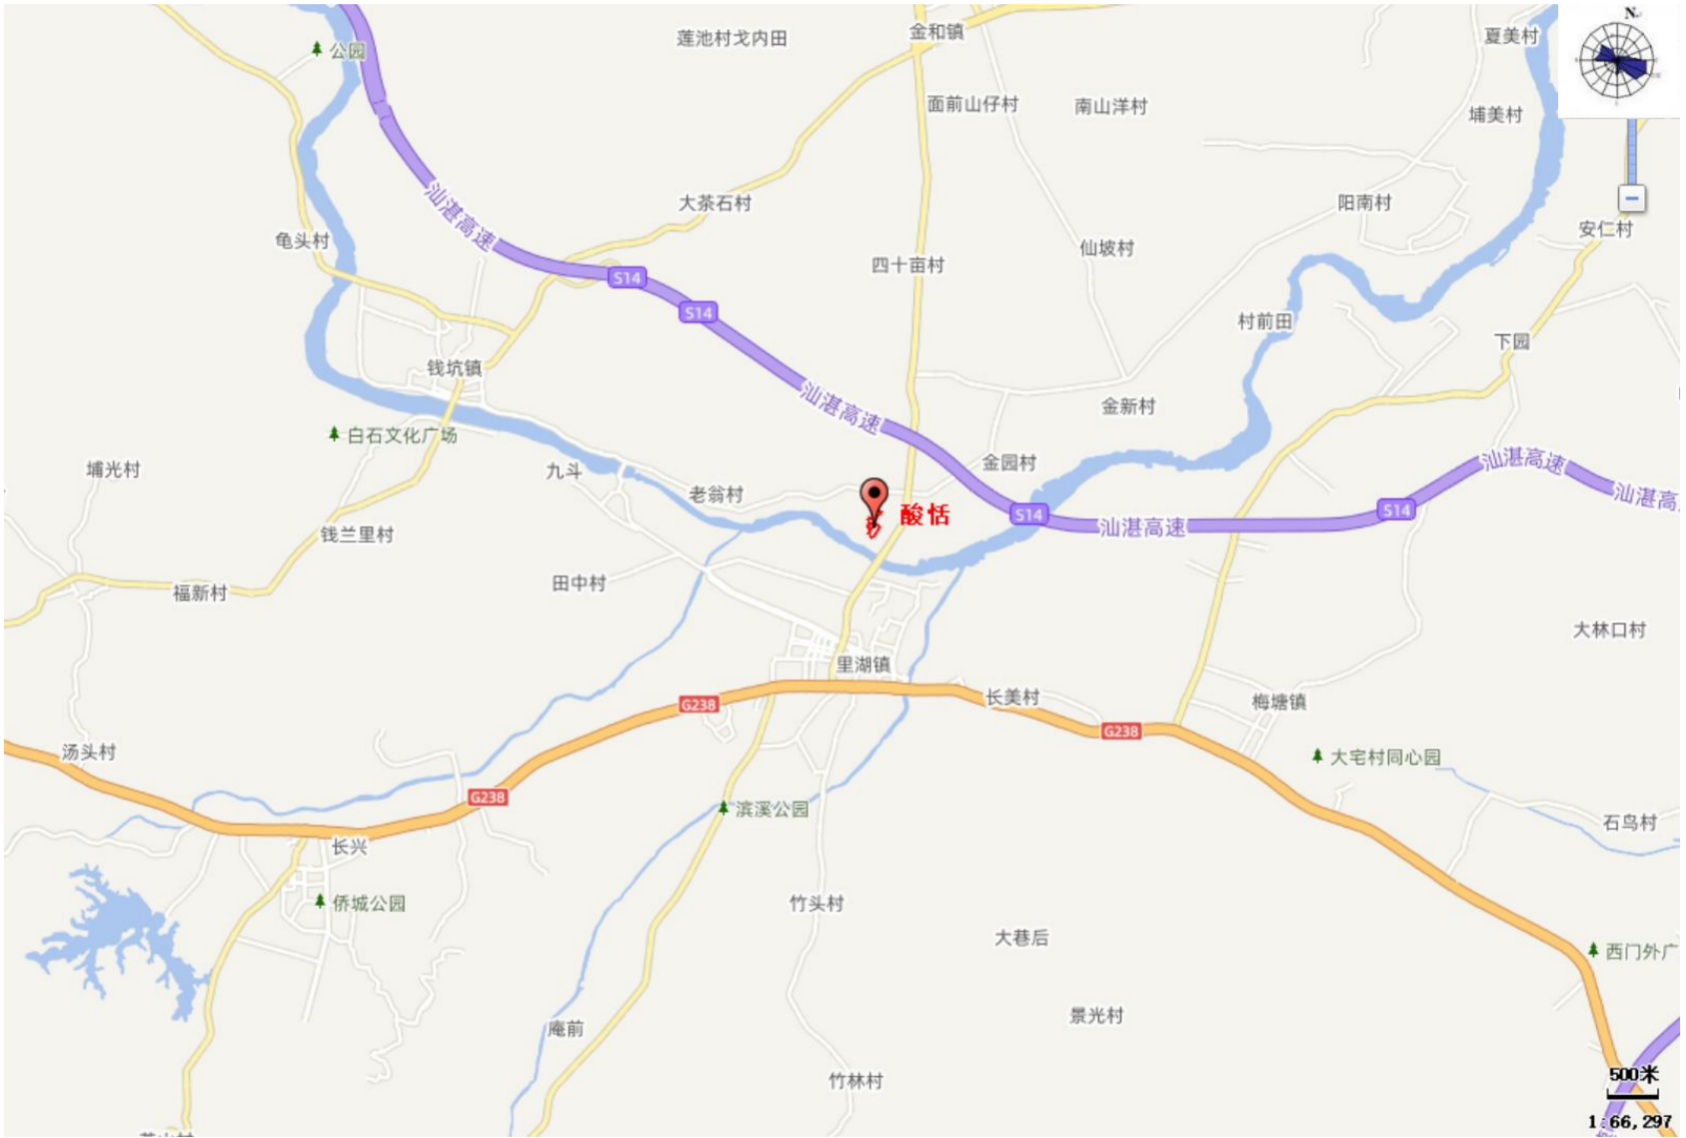 N
莲池村戈内田
金和镇
夏美村
公园
面前山仔村
南山洋村
埔美村
大茶石村
阳南村
汕湛高速
龟头村
仙坡村
安仁村
四十亩村
S14
S14
村前田
下园
钱坑镇
汕湛高速
金新村
白石文化广场
汕湛高速
埔光村
九斗
金园村
老翁村
汕湛高
酸恬
S14
S14
汕湛高速
钱兰里村
田中村
福新村
大林口村
里湖镇
长美村
梅塘镇
G238
G238
汤头村
大宅村同心园
G238
滨溪公园
石鸟村
长兴
侨城公园
竹头村
大巷后
西门外广
景光村
庵前
竹林村
500米
1:66,297